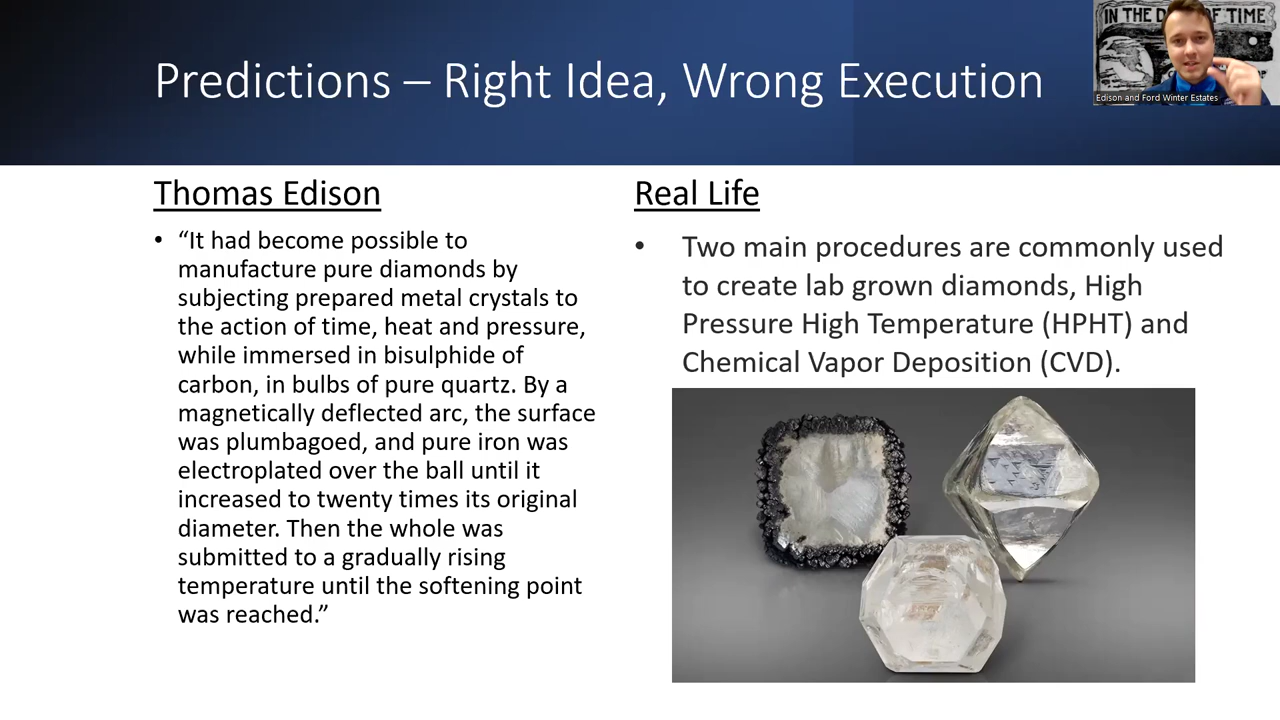 Predictions – Right Idea, Wrong Execution
IN THE D OF TIME
Edison and Ford Winter Estates
Thomas Edison
• “It had become possible to
manufacture pure diamonds by
subjecting prepared metal crystals to
the action of time, heat and pressure,
while immersed in bisulphide of
carbon, in bulbs of pure quartz. By a
magnetically deflected arc, the surface
was plumbagoed, and pure iron was
electroplated over the ball until it
increased to twenty times its original
diameter. Then the whole was
submitted to a gradually rising
temperature until the softening point
was reached.”
Real Life
• Two main procedures are commonly used
to create lab grown diamonds, High
Pressure High Temperature (HPHT) and
Chemical Vapor Deposition (CVD).